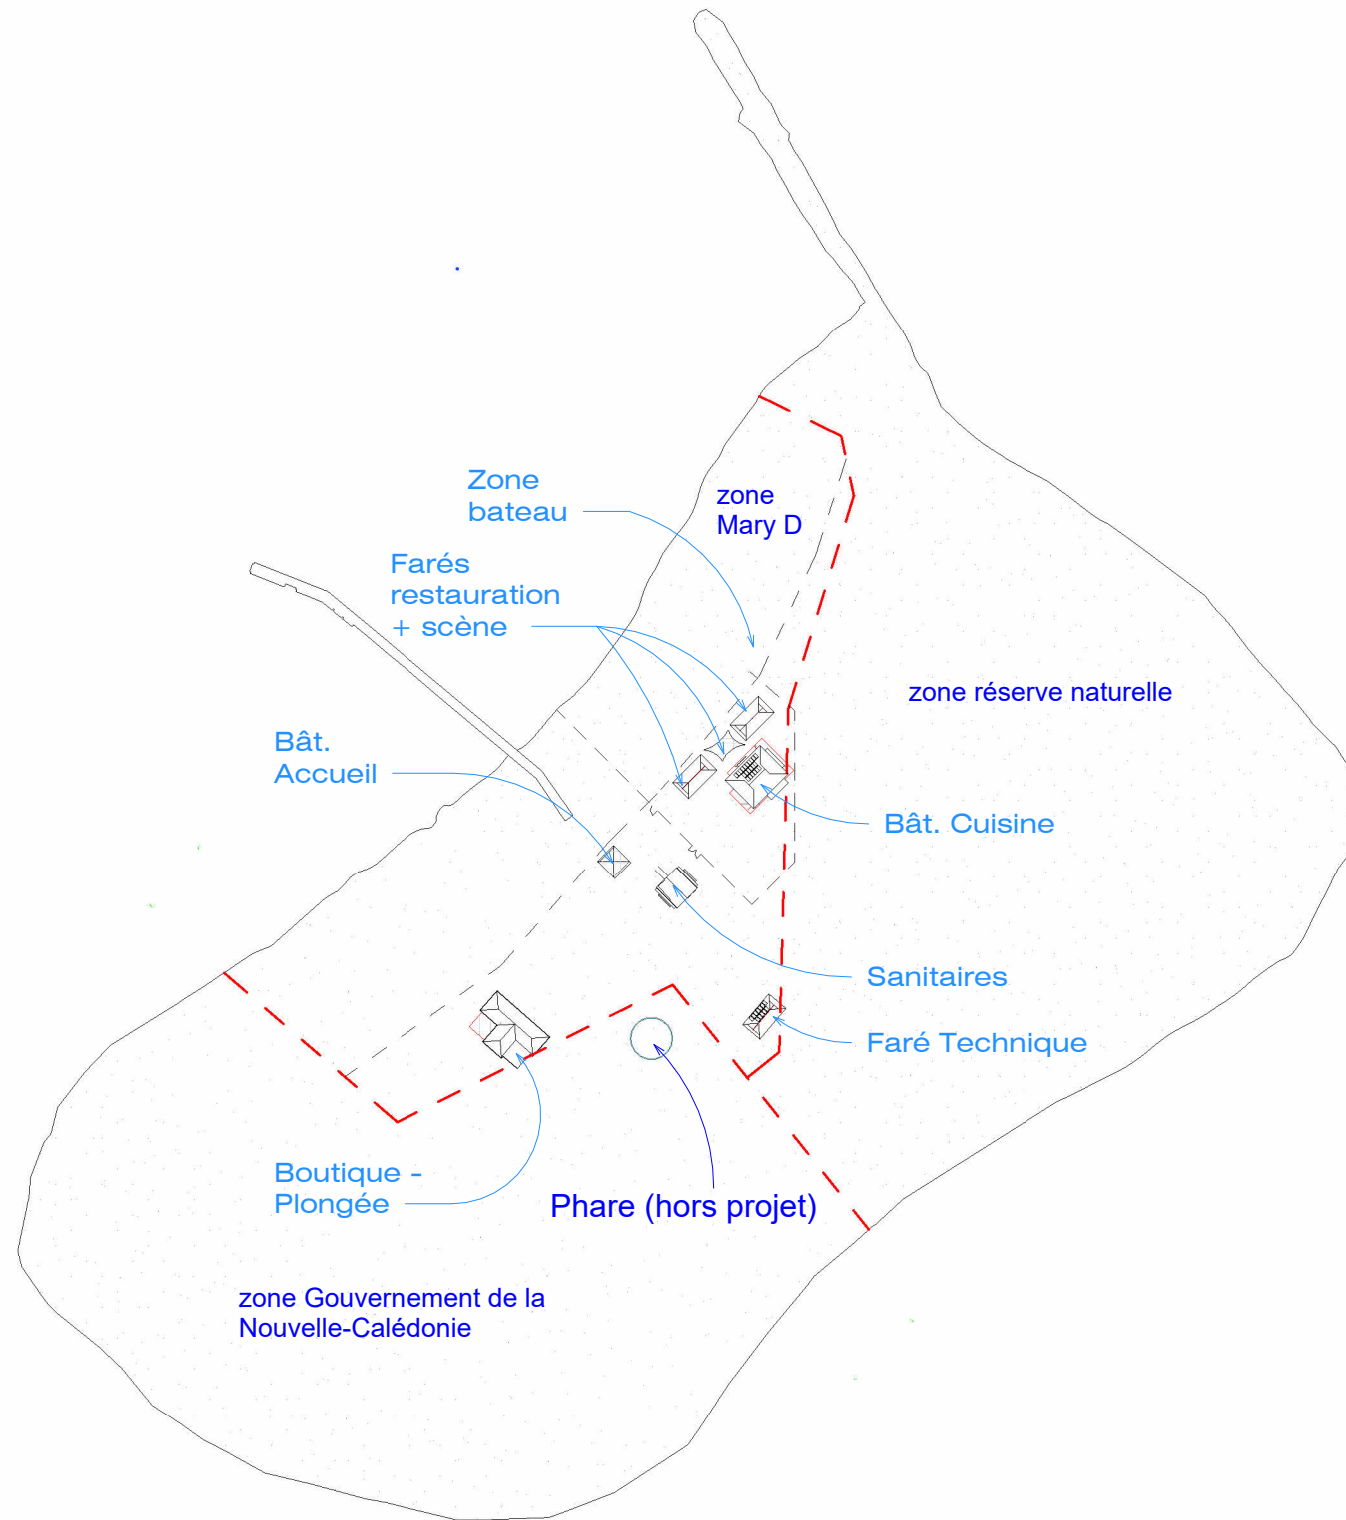 Zone
bateau
zone
Mary D
Farés
restauration
+ scène
zone réserve naturelle
Bât.
Accueil
Bât. Cuisine
Sanitaires
Faré Technique
Boutique -
Plongée
Phare (hors projet)
zone Gouvernement de la
Nouvelle-Calédonie